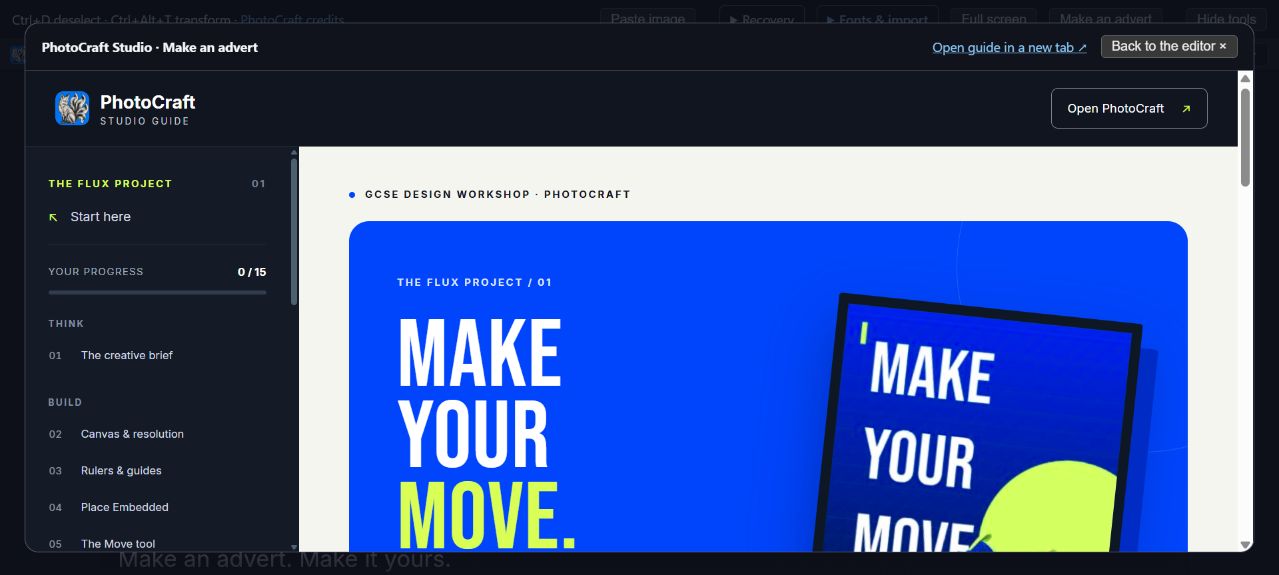 Ctrl+D deselect · Ctrl+Alt+T transform · PhotoCraft credits
Paste image
▶ Recovery
▶ Fonts & import
Full screen
Make an advert
Hide tools
PhotoCraft Studio · Make an advert
Open guide in a new tab ↗
Back to the editor ×
PhotoCraft
STUDIO GUIDE
Open PhotoCraft ↗
THE FLUX PROJECT 01
↖ Start here
YOUR PROGRESS 0 / 15
THINK
01 The creative brief
BUILD
02 Canvas & resolution
03 Rulers & guides
04 Place Embedded
05 The Move tool
GCSE DESIGN WORKSHOP · PHOTOCRAFT
THE FLUX PROJECT / 01
MAKE
YOUR
MOVE.
MAKE
YOUR
MOVE
Make an advert. Make it yours.